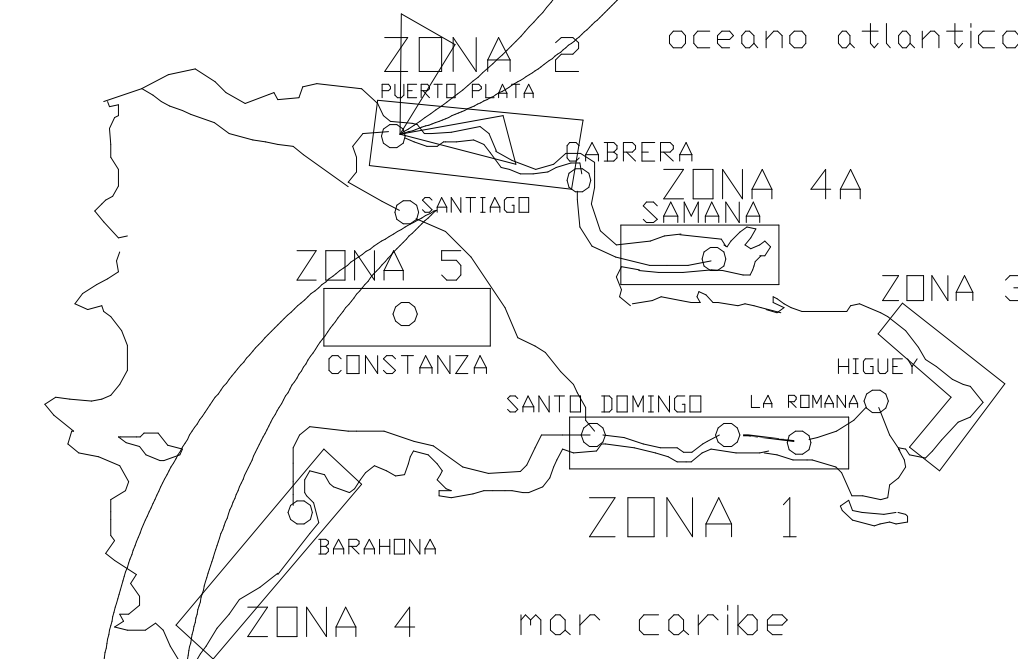 oceano atlantico
ZONA 2
PUERTO PLATA
CABRERA
ZONA 4A
SAMANA
SANTIAGO
ZONA 5
ZONA 3
CONSTANZA
HIGUEY
SANTO DOMINGO
LA ROMANA
ZONA 1
BARAHONA
ZONA 4
mar caribe